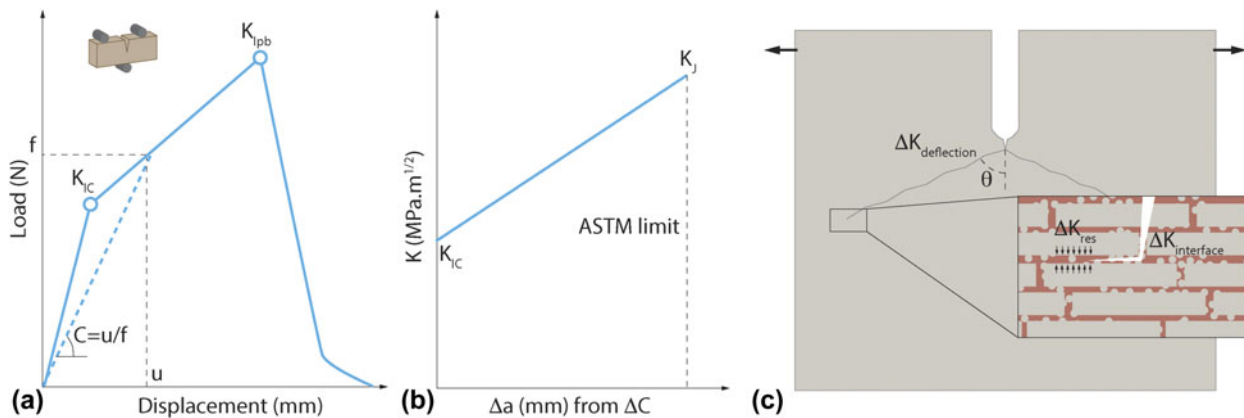 K_Ipb
f
Load (N)
K_IC
C=u/f
u
(a)
Displacement (mm)
K_J
K (MPa.m^1/2)
ASTM limit
K_IC
(b)
Δa (mm) from ΔC
ΔK_deflection
θ
ΔK_res
ΔK_interface
(c)